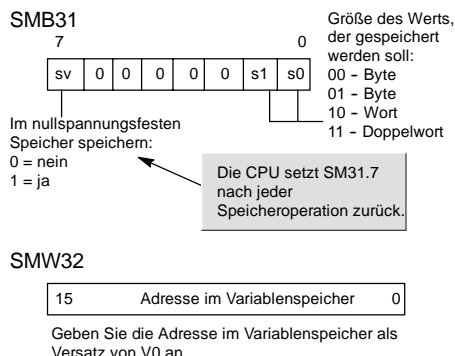 SMB31
7 0
sv 0 0 0 0 0 s1 s0
Größe des Werts,
der gespeichert
werden soll:
00 - Byte
01 - Byte
10 - Wort
11 - Doppelwort
Im nullspannungsfesten
Speicher speichern:
0 = nein
1 = ja
Die CPU setzt SM31.7
nach jeder
Speicheroperation zurück.
SMW32
15 Adresse im Variablenspeicher 0
Geben Sie die Adresse im Variablenspeicher als
Versatz von V0 an.